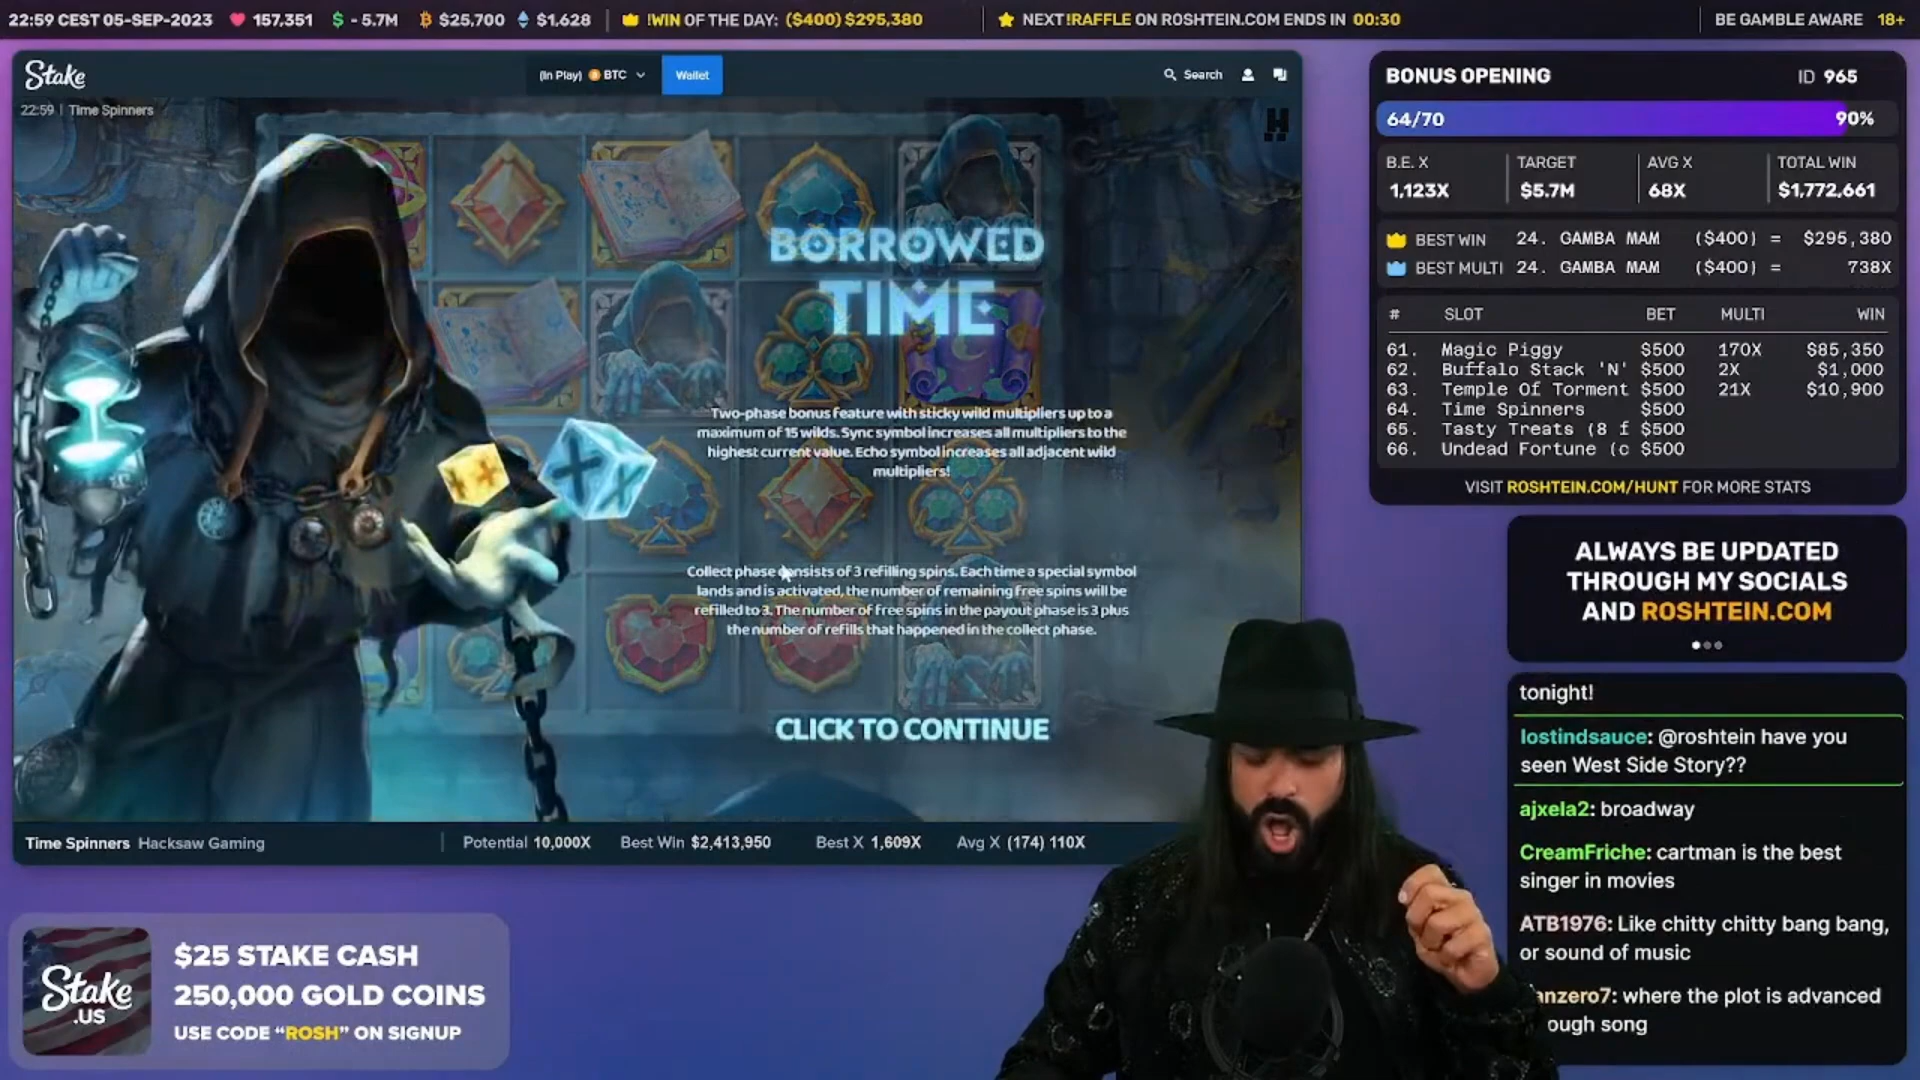 22:59 CEST 05-SEP-2023 157,351 $ - 5.7M $25,700 $1,628 !WIN OF THE DAY: ($400) $295,380 NEXT !RAFFLE ON ROSHTEIN.COM ENDS IN 00:30 BE GAMBLE AWARE 18+
Stake (In Play) BTC Wallet Search
22:59 | Time Spinners
BORROWED
TIME
Two-phase bonus feature with sticky wild multipliers up to a
maximum of 15 wilds. Sync symbol increases all multipliers to the
highest current value. Echo symbol increases all adjacent wild
multipliers!
Collect phase consists of 3 refilling spins. Each time a special symbol
lands and is activated, the number of remaining free spins will be
refilled to 3. The number of free spins in the payout phase is 3 plus
the number of refills that happened in the collect phase.
CLICK TO CONTINUE
Time Spinners Hacksaw Gaming Potential 10,000X Best Win $2,413,950 Best X 1,609X Avg X (174) 110X
Stake
.US
$25 STAKE CASH
250,000 GOLD COINS
USE CODE “ROSH” ON SIGNUP
BONUS OPENING ID 965
64/70 90%
B.E. X TARGET AVG X TOTAL WIN
1,123X $5.7M 68X $1,772,661
BEST WIN 24. GAMBA MAM ($400) = $295,380
BEST MULTI 24. GAMBA MAM ($400) = 738X
# SLOT BET MULTI WIN
61. Magic Piggy $500 170X $85,350
62. Buffalo Stack 'N' $500 2X $1,000
63. Temple Of Torment $500 21X $10,900
64. Time Spinners $500
65. Tasty Treats (8 f $500
66. Undead Fortune (c $500
VISIT ROSHTEIN.COM/HUNT FOR MORE STATS
ALWAYS BE UPDATED
THROUGH MY SOCIALS
AND ROSHTEIN.COM
tonight!
lostindsauce: @roshtein have you
seen West Side Story??
ajxela2: broadway
CreamFriche: cartman is the best
singer in movies
ATB1976: Like chitty chitty bang bang,
or sound of music
anzero7: where the plot is advanced
ough song